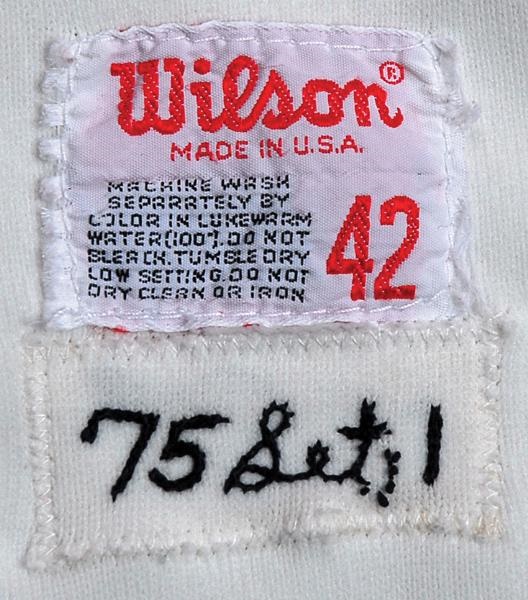 Wilson®
MADE IN U.S.A.
MACHINE WASH
SEPARATELY BY
COLOR IN LUKEWARM
WATER(100°). DO NOT
BLEACH. TUMBLE DRY
LOW SETTING. DO NOT
DRY CLEAN OR IRON
42
75 Set, 1